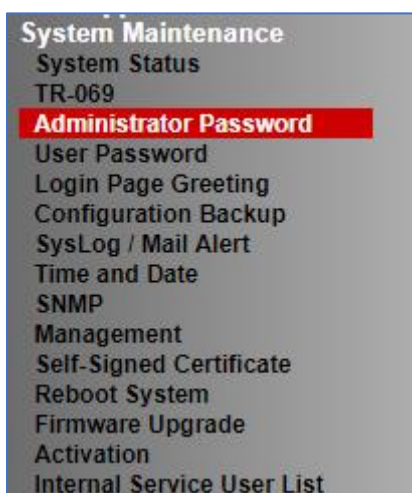 System Maintenance
System Status
TR-069
Administrator Password
User Password
Login Page Greeting
Configuration Backup
SysLog / Mail Alert
Time and Date
SNMP
Management
Self-Signed Certificate
Reboot System
Firmware Upgrade
Activation
Internal Service User List